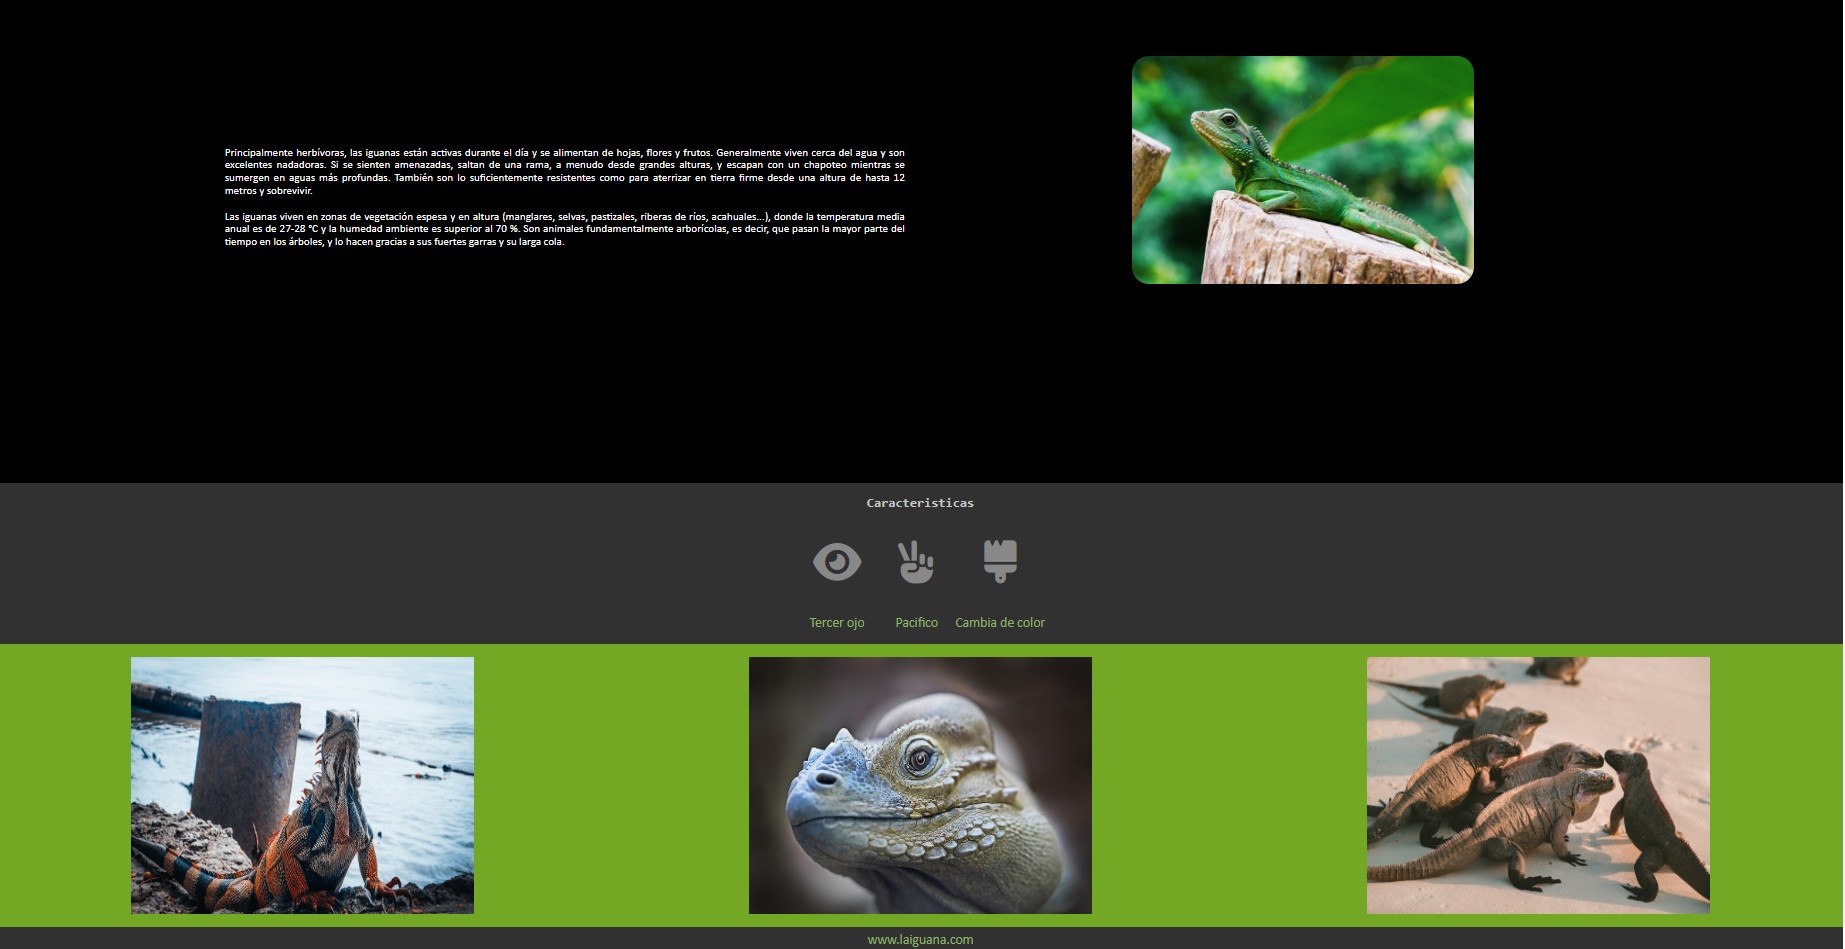 Principalmente herbívoras, las iguanas están activas durante el día y se alimentan de hojas, flores y frutos. Generalmente viven cerca del agua y son
excelentes nadadoras. Si se sienten amenazadas, saltan de una rama, a menudo desde grandes alturas, y escapan con un chapoteo mientras se
sumergen en aguas más profundas. También son lo suficientemente resistentes como para aterrizar en tierra firme desde una altura de hasta 12
metros y sobrevivir.
Las iguanas viven en zonas de vegetación espesa y en altura (manglares, selvas, pastizales, riberas de ríos, acahuales...), donde la temperatura media
anual es de 27-28 °C y la humedad ambiente es superior al 70 %. Son animales fundamentalmente arborícolas, es decir, que pasan la mayor parte del
tiempo en los árboles, y lo hacen gracias a sus fuertes garras y su larga cola.
Caracteristicas
Tercer ojo Pacifico Cambia de color
www.laiguana.com